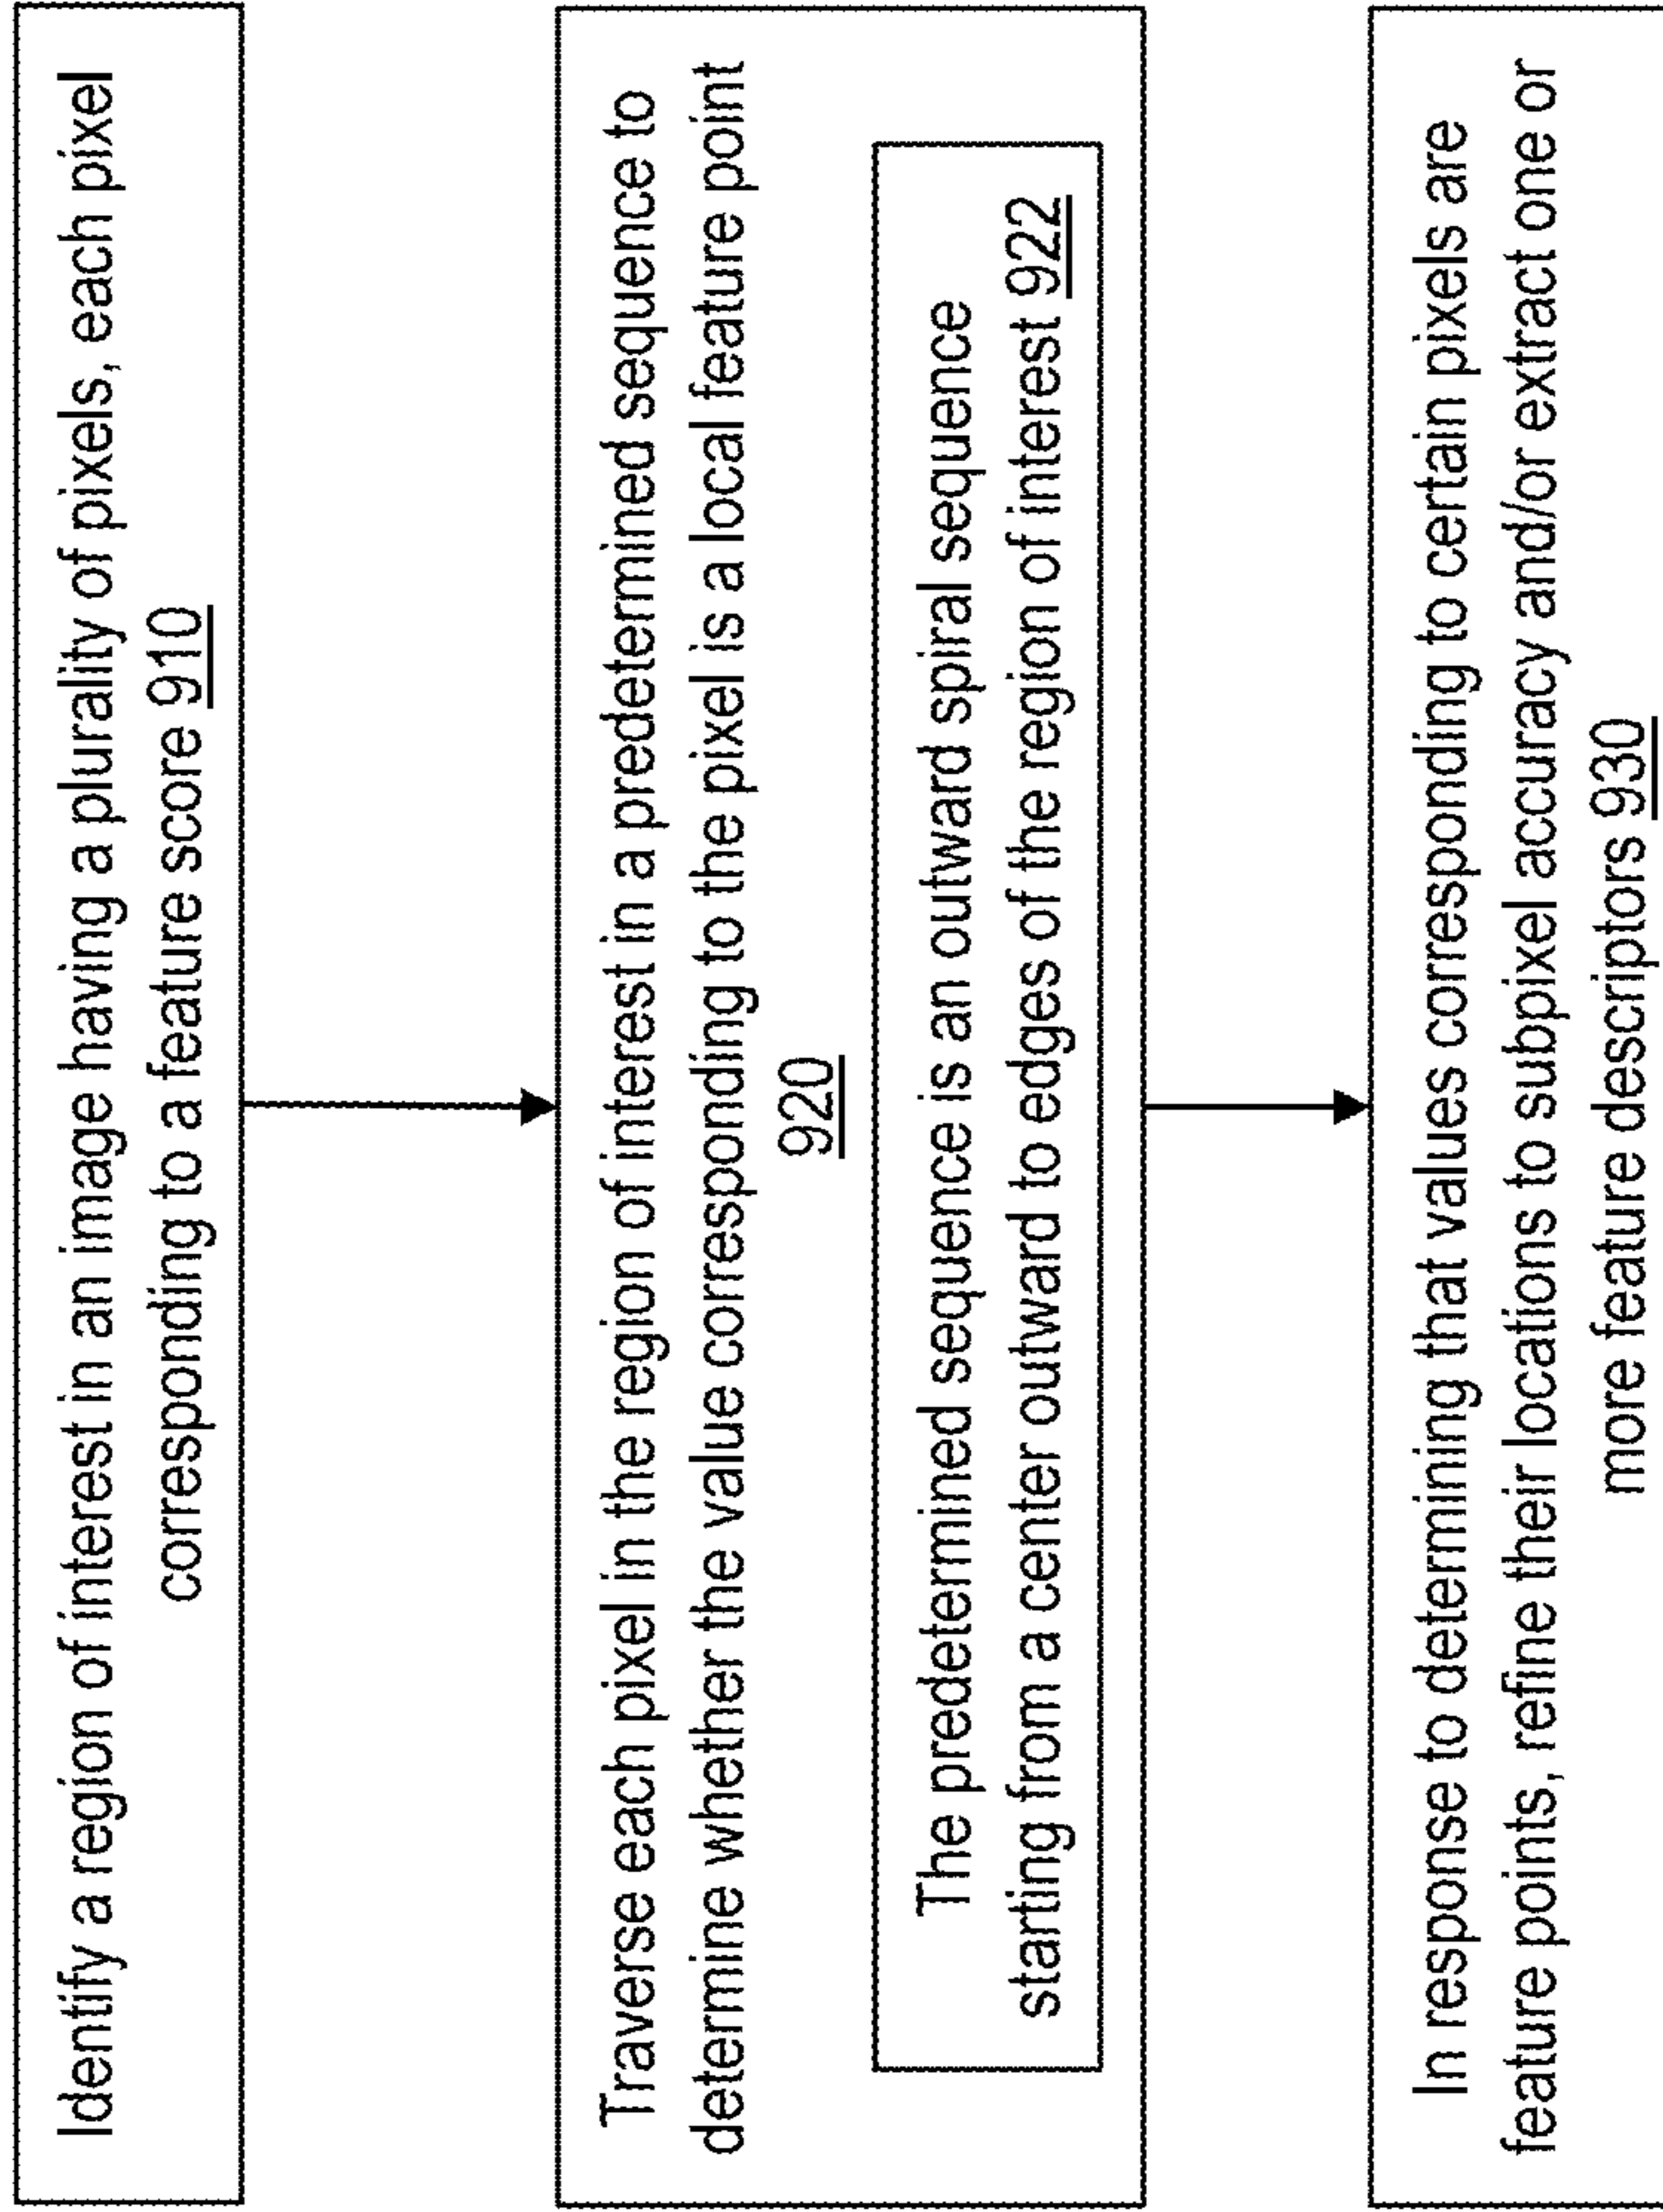 Identify a region of interest in an image having a plurality of pixels, each pixel
corresponding to a feature score 910
Traverse each pixel in the region of interest in a predetermined sequence to
determine whether the value corresponding to the pixel is a local feature point
920
The predetermined sequence is an outward spiral sequence
starting from a center outward to edges of the region of interest 922
In response to determining that values corresponding to certain pixels are
feature points, refine their locations to subpixel accuracy and/or extract one or
more feature descriptors 930